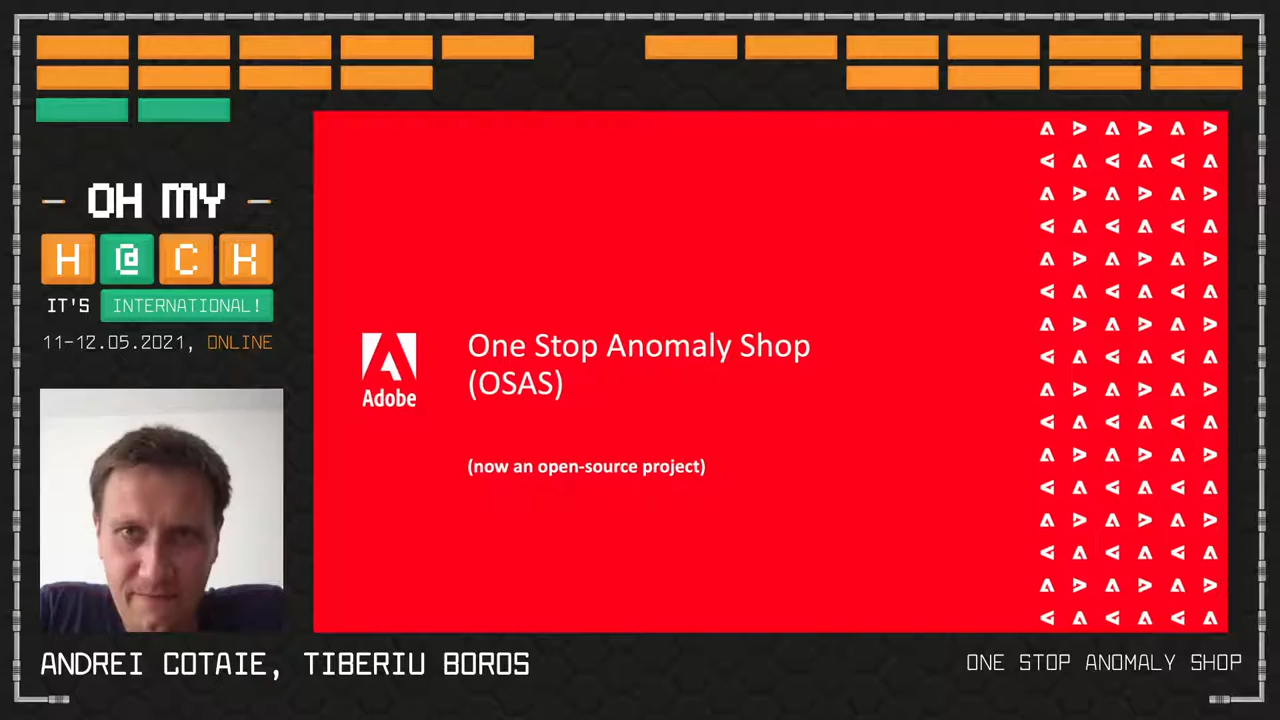 OH MY
H@CK
IT'S INTERNATIONAL!
11-12.05.2021, ONLINE
Adobe
One Stop Anomaly Shop
(OSAS)
(now an open-source project)
ANDREI COTAIE, TIBERIU BOROS
ONE STOP ANOMALY SHOP